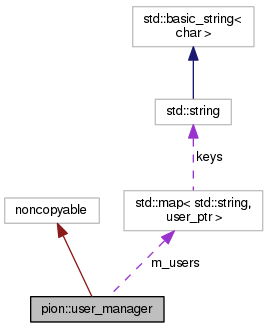 std::basic_string<
char >
std::string
keys
noncopyable
std::map< std::string,
user_ptr >
m_users
pion::user_manager